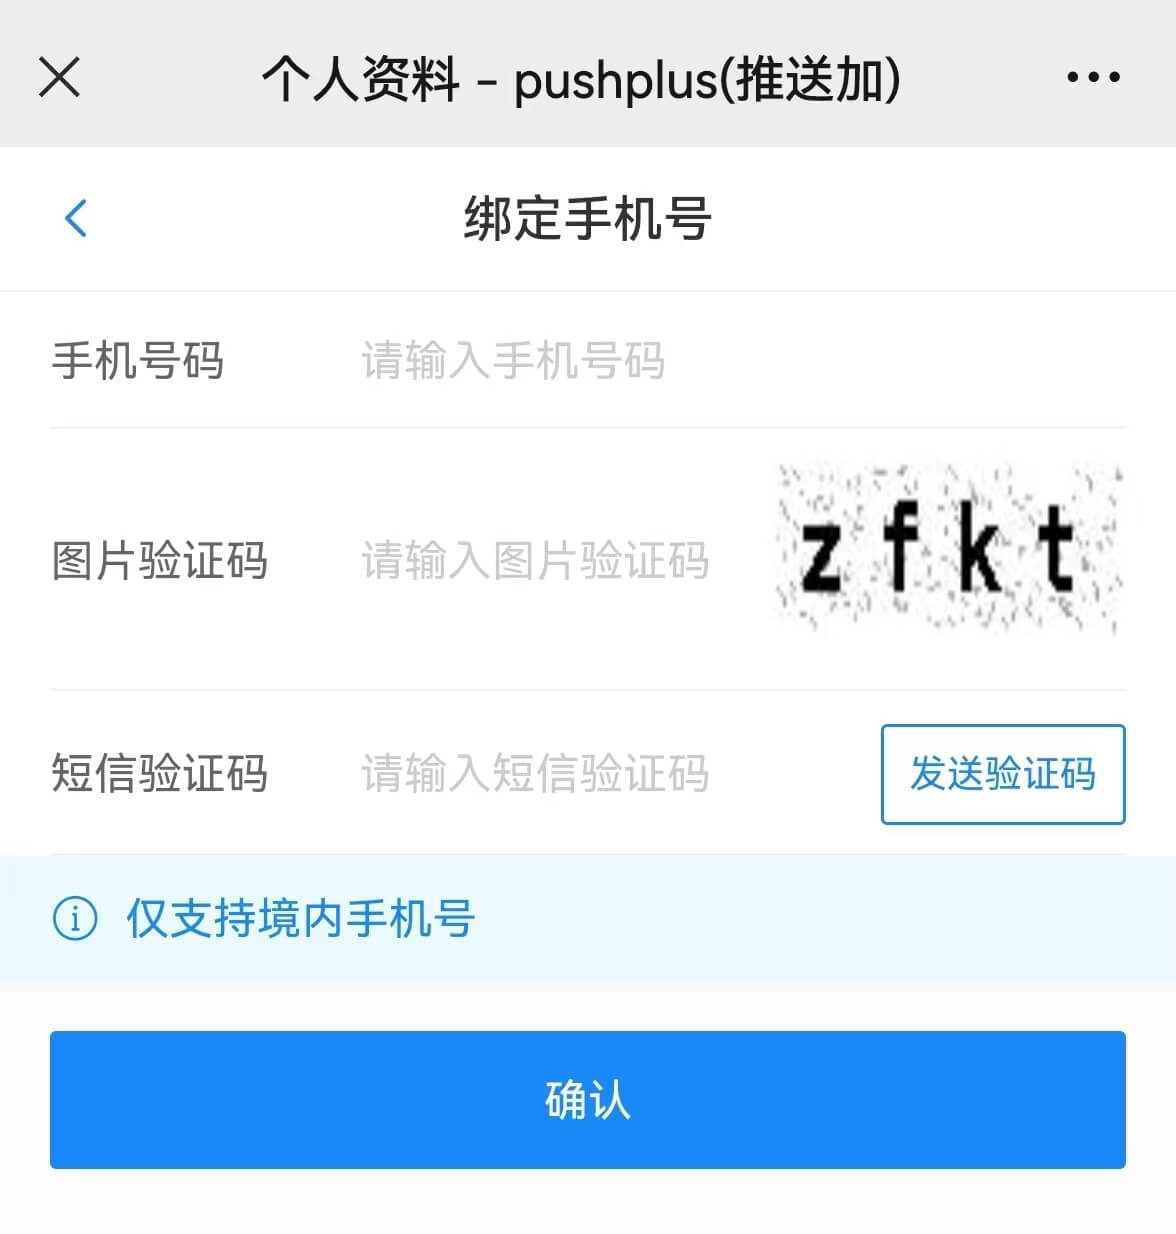 个人资料 – pushplus(推送加)
绑定手机号
手机号码 请输入手机号码
图片验证码 请输入图片验证码 zfkt
短信验证码 请输入短信验证码 发送验证码
仅支持境内手机号
确认